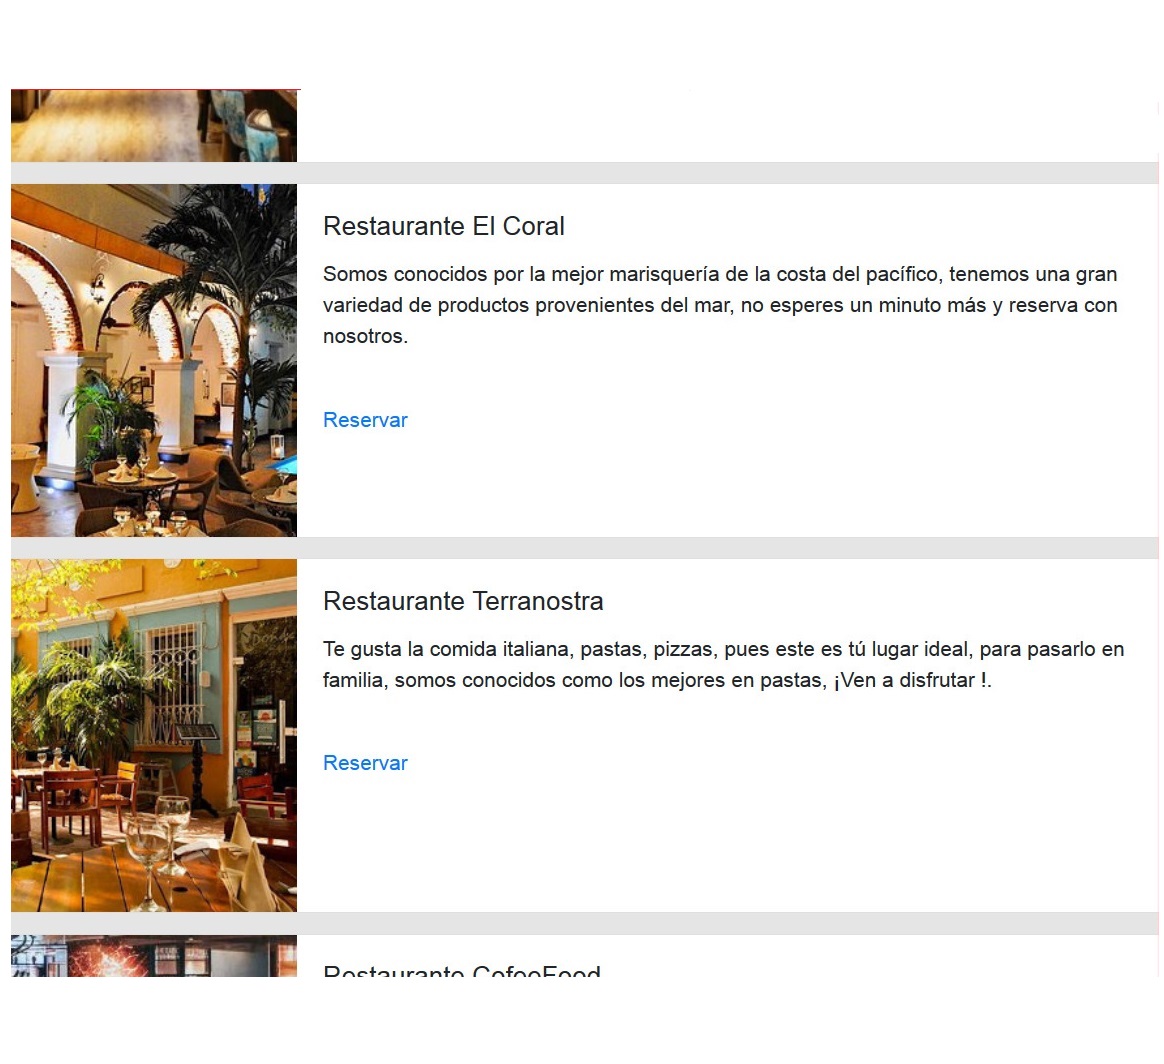 Restaurante El Coral
Somos conocidos por la mejor marisquería de la costa del pacífico, tenemos una gran
variedad de productos provenientes del mar, no esperes un minuto más y reserva con
nosotros.
Reservar
Restaurante Terranostra
Te gusta la comida italiana, pastas, pizzas, pues este es tú lugar ideal, para pasarlo en
familia, somos conocidos como los mejores en pastas, ¡Ven a disfrutar !.
Reservar
Restaurante CofeeFood